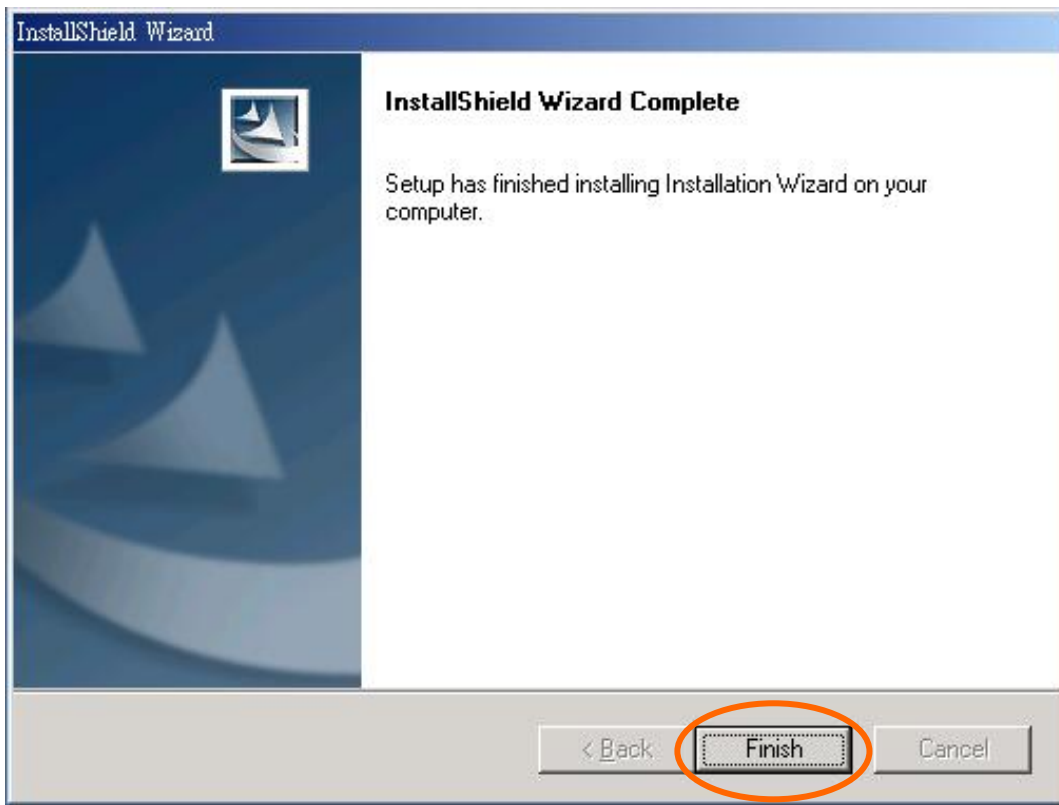 InstallShield Wizard
InstallShield Wizard Complete
Setup has finished installing Installation Wizard on your
computer.
< Back Finish Cancel